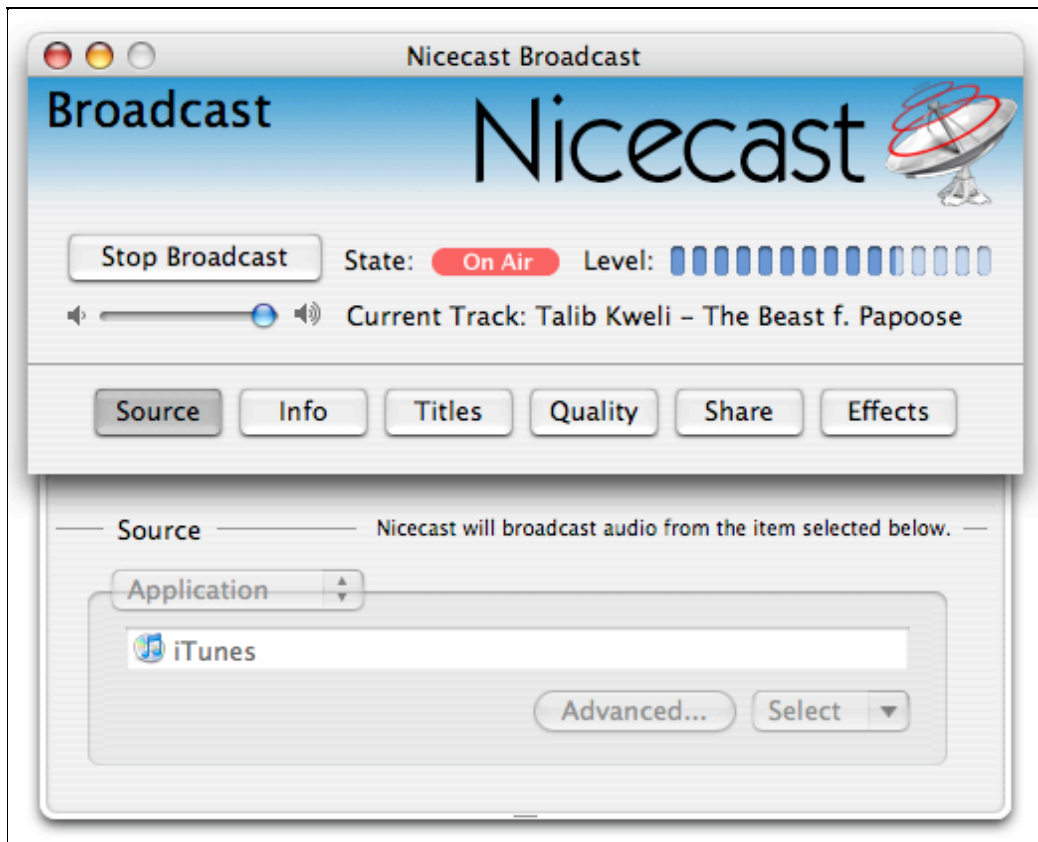 Nicecast Broadcast
Broadcast
Nicecast
Stop Broadcast State: On Air Level:
Current Track: Talib Kweli – The Beast f. Papoose
Source Info Titles Quality Share Effects
Source Nicecast will broadcast audio from the item selected below.
Application
iTunes
Advanced... Select